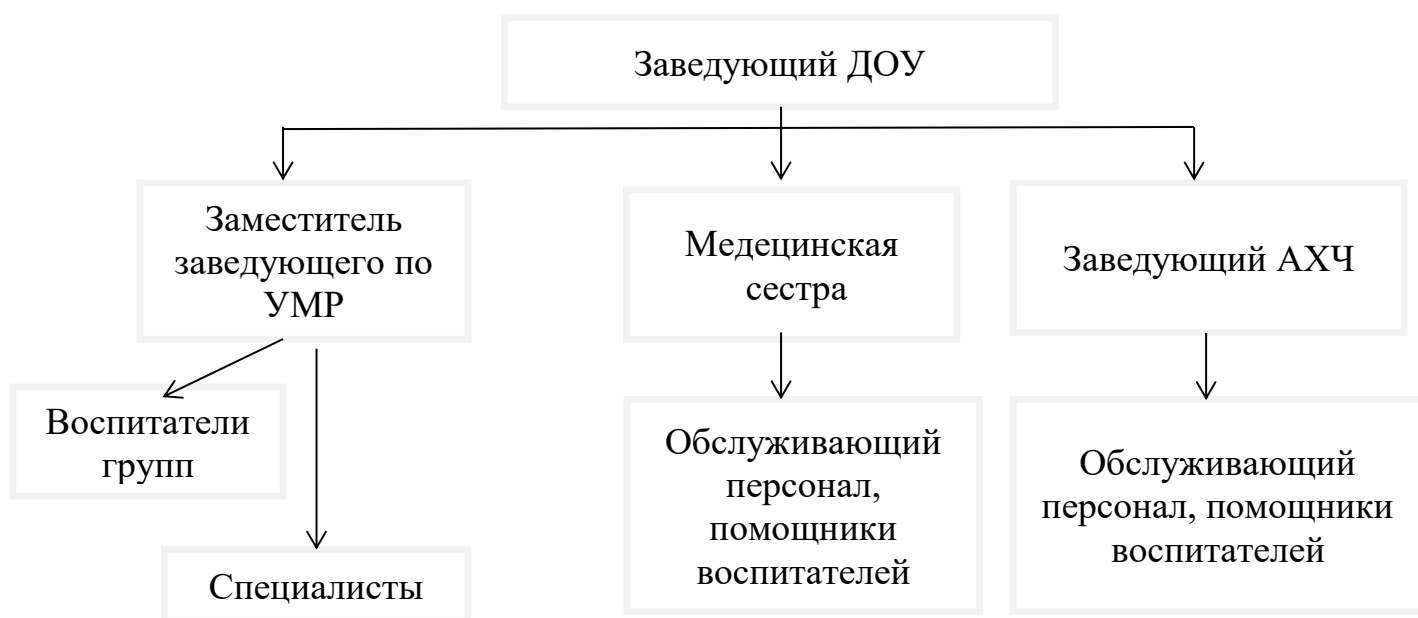 Заведующий ДОУ
Заместитель
заведующего по
УМР
Медецинская
сестра
Заведующий АХЧ
Воспитатели
групп
Специалисты
Обслуживающий
персонал,
помощники
воспитателей
Обслуживающий
персонал, помощники
воспитателей